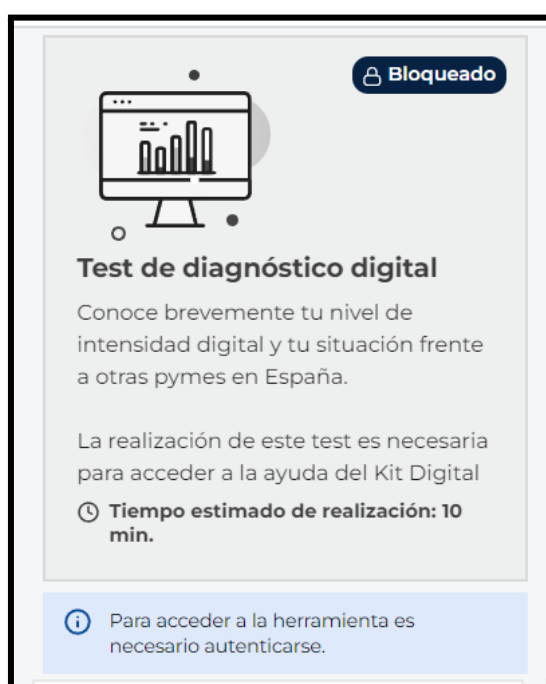 Bloqueado
Test de diagnóstico digital
Conoce brevemente tu nivel de
intensidad digital y tu situación frente
a otras pymes en España.
La realización de este test es necesaria
para acceder a la ayuda del Kit Digital
Tiempo estimado de realización: 10
min.
Para acceder a la herramienta es
necesario autenticarse.